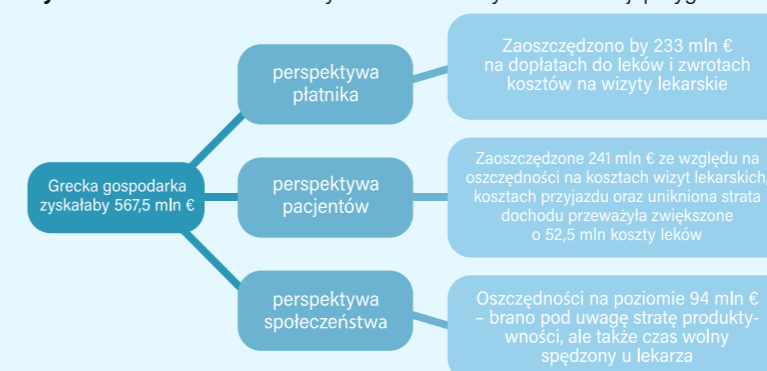 Grecka gospodarka
zyskałaby 567,5 mln €
perspektywa
płatnika
Zaoszczędzono by 233 mln €
na dopłatach do leków i zwrotach
kosztów na wizyty lekarskie
perspektywa
pacjentów
Zaoszczędzone 241 mln € ze względu na
oszczędności na kosztach wizyt lekarskich,
kosztach przyjazdu oraz unikniona strata
dochodu przeważyła zwiększone
o 52,5 mln koszty leków
perspektywa
społeczeństwa
Oszczędności na poziomie 94 mln €
– brano pod uwagę stratę produkty-
wności, ale także czas wolny
spędzony u lekarza